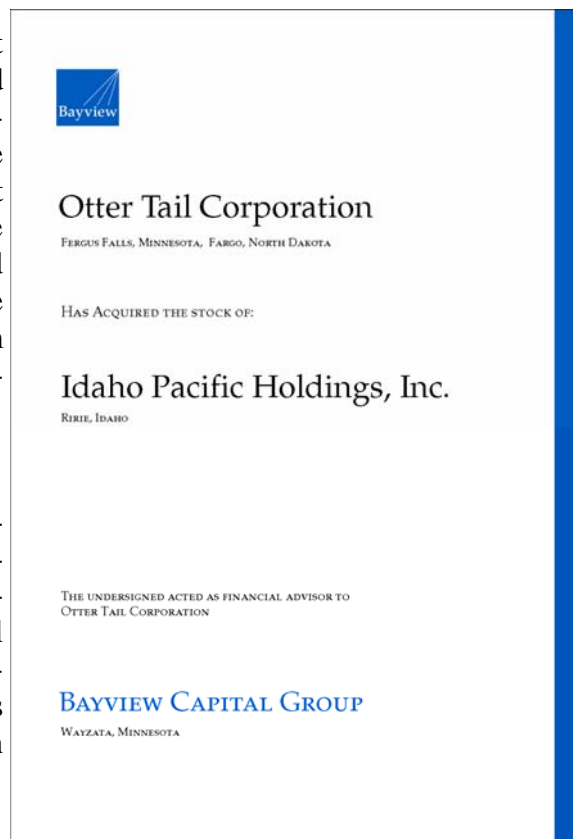 Bayview
Otter Tail Corporation
Fergus Falls, Minnesota, Fargo, North Dakota
Has Acquired the stock of:
Idaho Pacific Holdings, Inc.
Ririe, Idaho
The undersigned acted as financial advisor to
Otter Tail Corporation
Bayview Capital Group
Wayzata, Minnesota